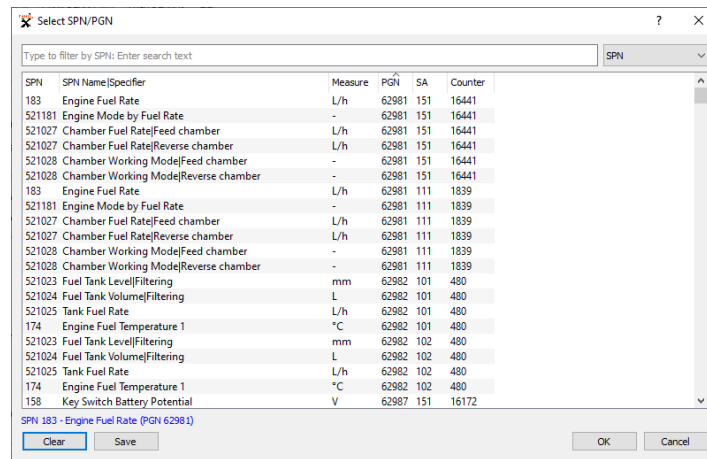 Select SPN/PGN ? X
Type to filter by SPN: Enter search text SPN
SPN SPN Name|Specifier Measure PGN SA Counter
183 Engine Fuel Rate L/h 62981 151 16441
521181 Engine Mode by Fuel Rate - 62981 151 16441
521027 Chamber Fuel Rate|Feed chamber L/h 62981 151 16441
521027 Chamber Fuel Rate|Reverse chamber L/h 62981 151 16441
521028 Chamber Working Mode|Feed chamber - 62981 151 16441
521028 Chamber Working Mode|Reverse chamber - 62981 151 16441
183 Engine Fuel Rate L/h 62981 111 1839
521181 Engine Mode by Fuel Rate - 62981 111 1839
521027 Chamber Fuel Rate|Feed chamber L/h 62981 111 1839
521027 Chamber Fuel Rate|Reverse chamber L/h 62981 111 1839
521028 Chamber Working Mode|Feed chamber - 62981 111 1839
521028 Chamber Working Mode|Reverse chamber - 62981 111 1839
521023 Fuel Tank Level|Filtering mm 62982 101 480
521024 Fuel Tank Volume|Filtering L 62982 101 480
521025 Tank Fuel Rate L/h 62982 101 480
174 Engine Fuel Temperature 1 °C 62982 101 480
521023 Fuel Tank Level|Filtering mm 62982 102 480
521024 Fuel Tank Volume|Filtering L 62982 102 480
521025 Tank Fuel Rate L/h 62982 102 480
174 Engine Fuel Temperature 1 °C 62982 102 480
158 Key Switch Battery Potential V 62987 151 16172
SPN 183 - Engine Fuel Rate (PGN 62981)
Clear Save OK Cancel